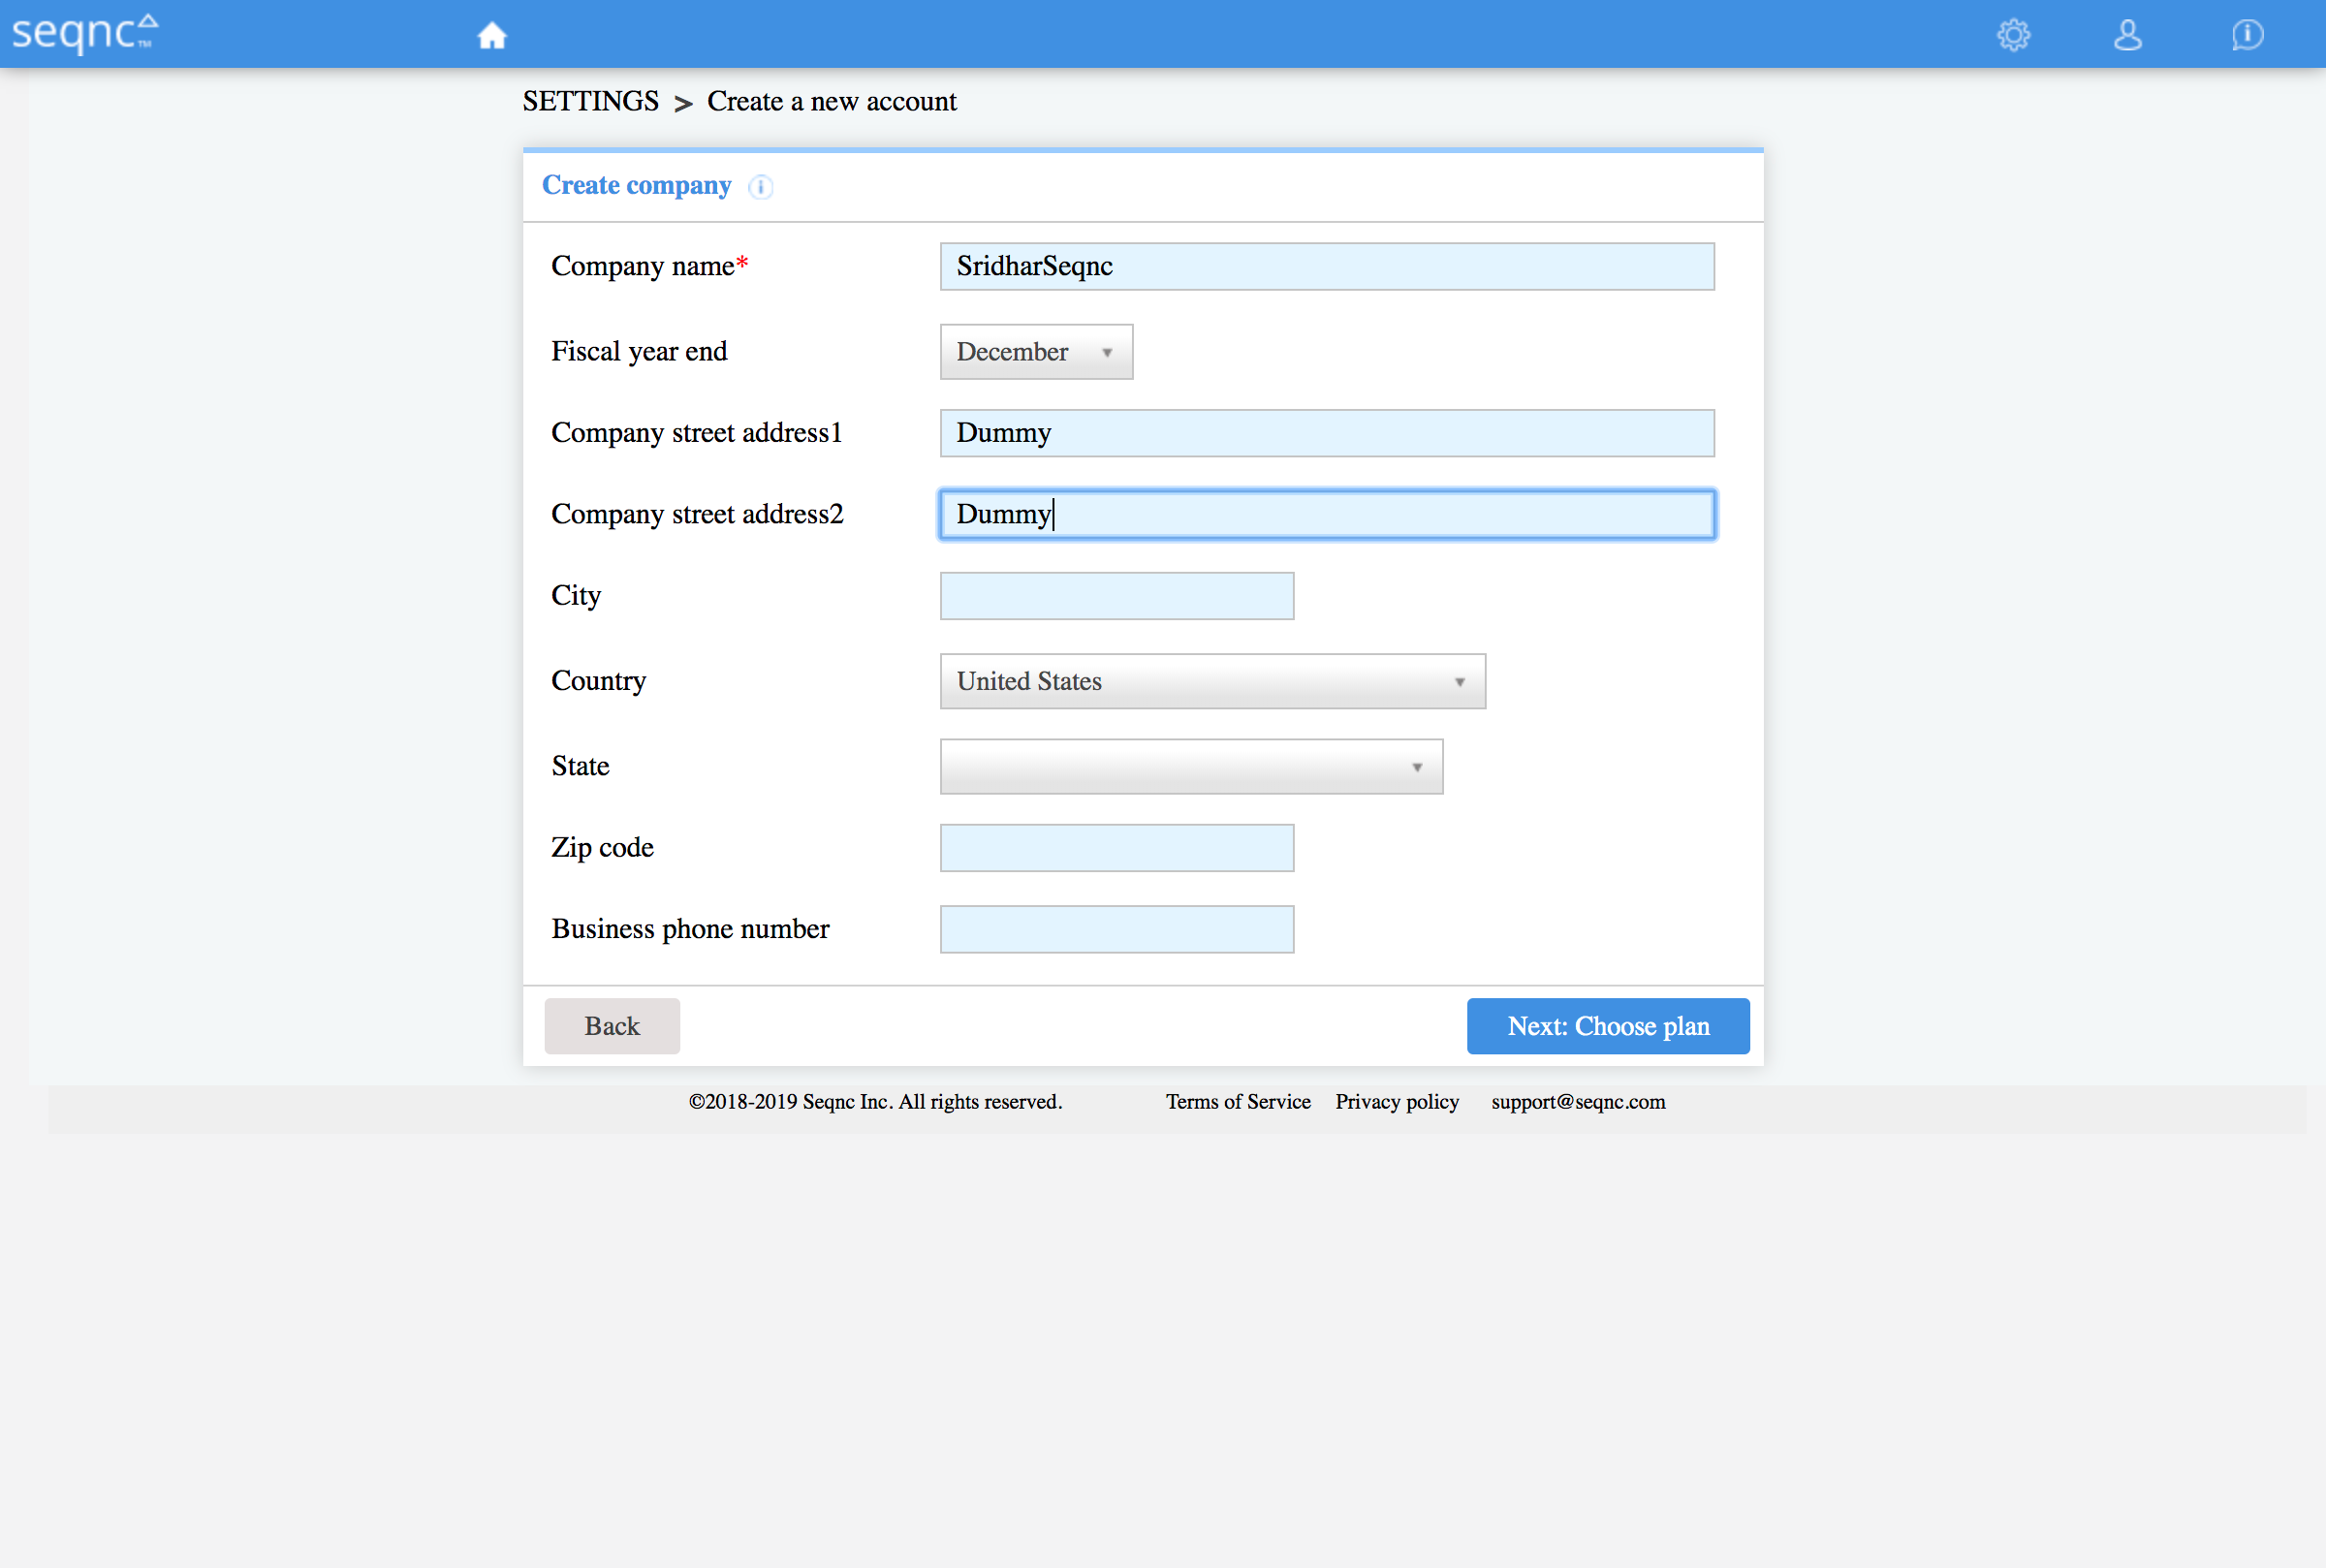 seqnc™
SETTINGS > Create a new account
Create company
Company name* SridharSeqnc
Fiscal year end December
Company street address1 Dummy
Company street address2 Dummy
City
Country United States
State
Zip code
Business phone number
Back Next: Choose plan
©2018-2019 Seqnc Inc. All rights reserved. Terms of Service Privacy policy support@seqnc.com